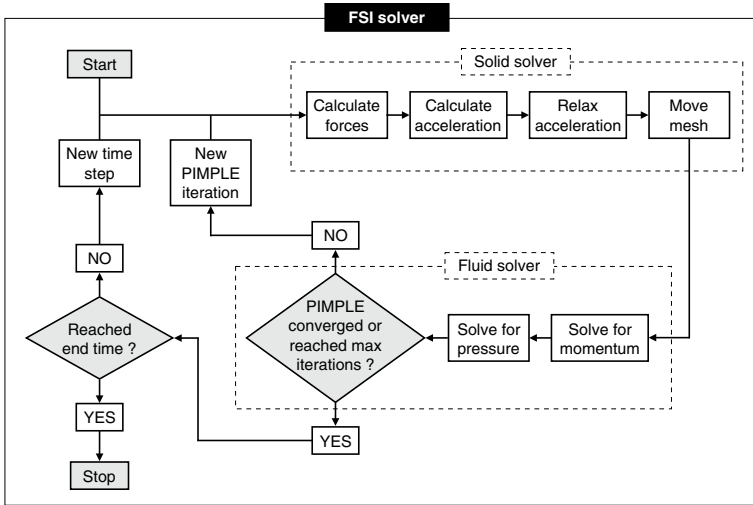 FSI solver
Start
Solid solver
Calculate
forces
Calculate
acceleration
Relax
acceleration
Move
mesh
New time
step
New
PIMPLE
iteration
NO
NO
Fluid solver
PIMPLE
converged or
reached max
iterations ?
Solve for
pressure
Solve for
momentum
Reached
end time ?
YES
YES
Stop